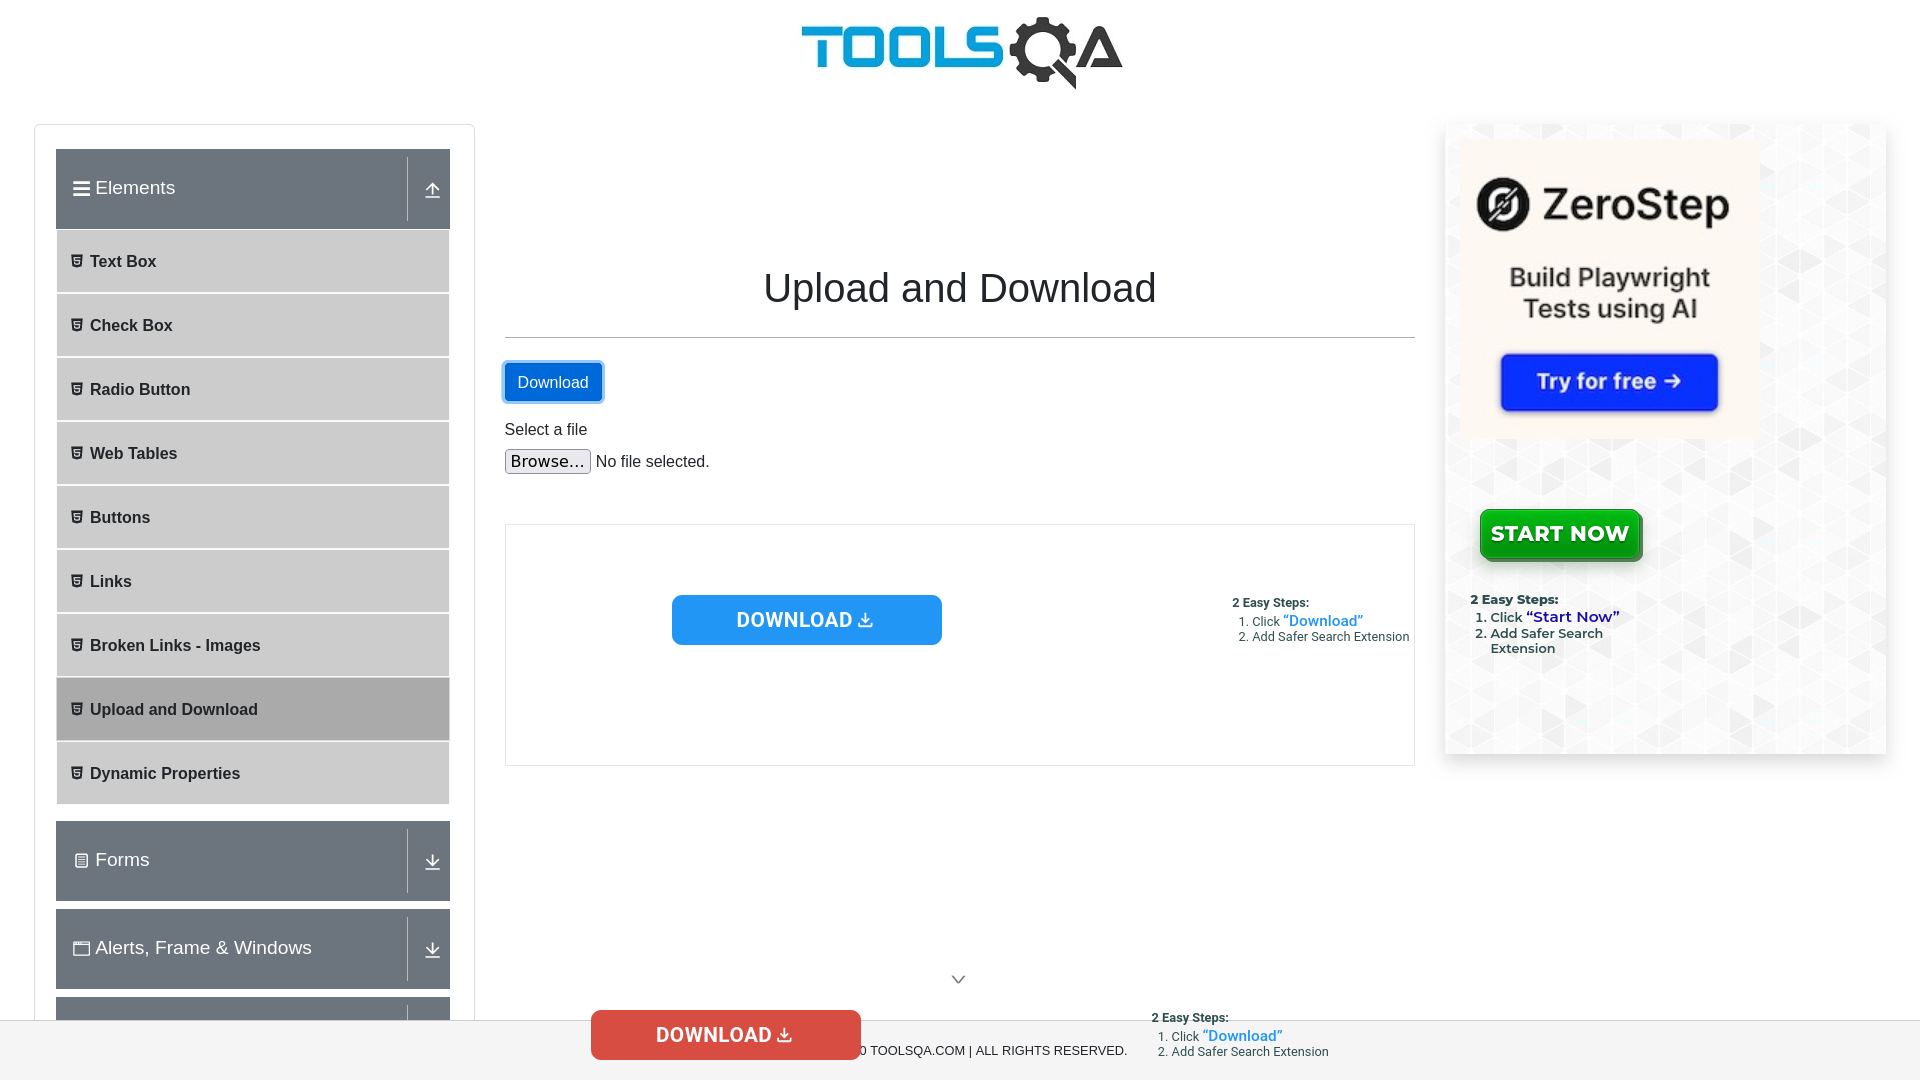 TOOLSQA
Elements
Text Box
Check Box
Radio Button
Web Tables
Buttons
Links
Broken Links - Images
Upload and Download
Dynamic Properties
Forms
Alerts, Frame & Windows
Upload and Download
Download
Select a file
Browse... No file selected.
DOWNLOAD
2 Easy Steps:
1. Click “Download”
2. Add Safer Search Extension
ZeroStep
Build Playwright
Tests using AI
Try for free →
START NOW
2 Easy Steps:
1. Click “Start Now”
2. Add Safer Search
Extension
DOWNLOAD
0 TOOLSQA.COM | ALL RIGHTS RESERVED.
2 Easy Steps:
1. Click “Download”
2. Add Safer Search Extension